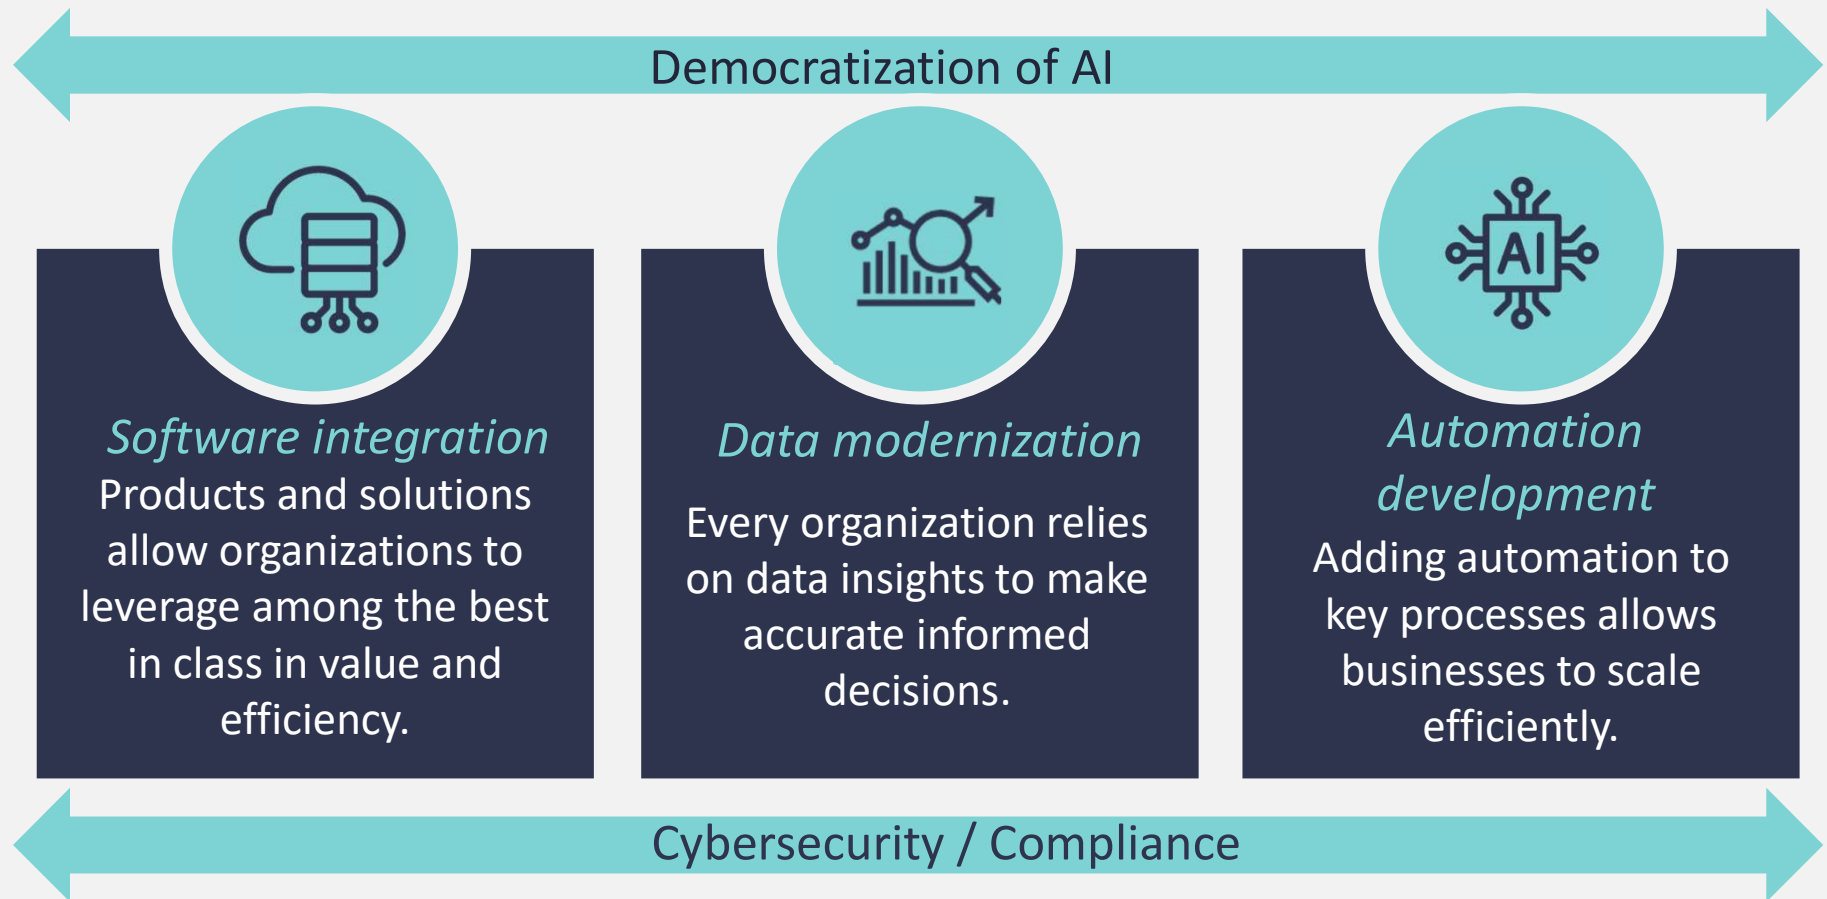 Democratization of AI
AI
Software integration
Products and solutions
allow organizations to
leverage among the best
in class in value and
efficiency.
Data modernization
Every organization relies
on data insights to make
accurate informed
decisions.
Automation
development
Adding automation to
key processes allows
businesses to scale
efficiently.
Cybersecurity / Compliance